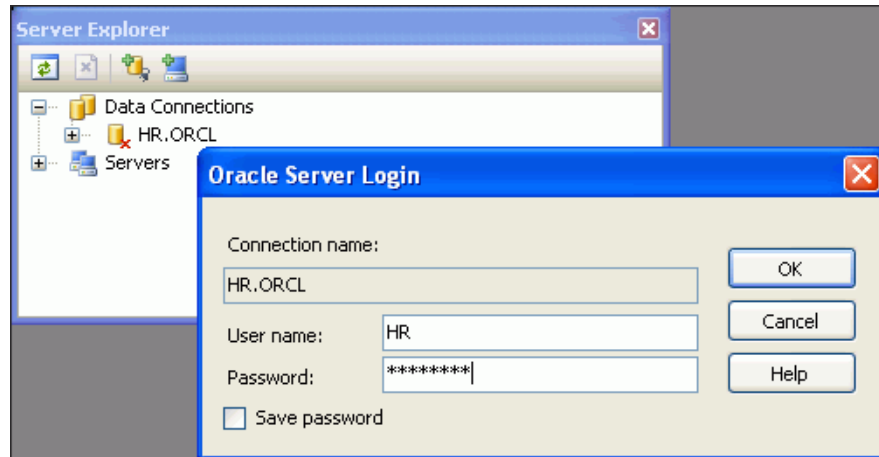 Server Explorer
Data Connections
HR.ORCL
Servers
Oracle Server Login
Connection name:
HR.ORCL
OK
User name:
HR
Cancel
Password:
********
Help
Save password